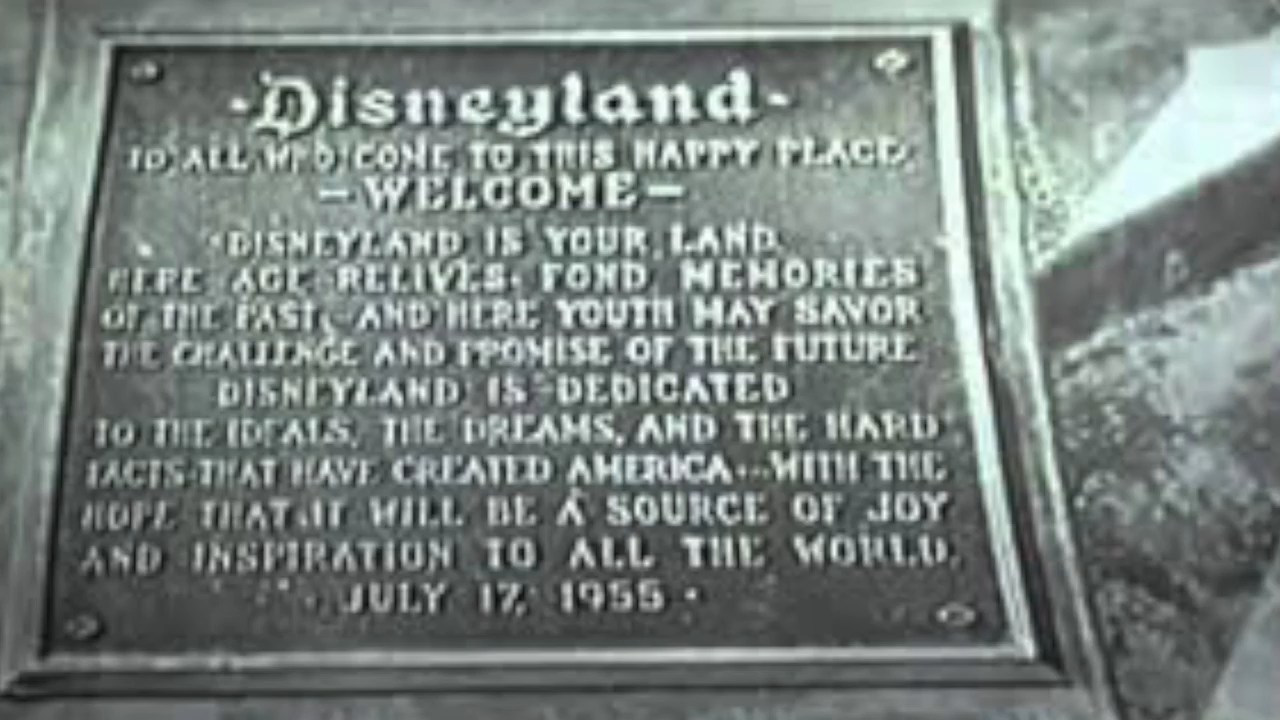 -Disneyland-
TO ALL WHO COME TO THIS HAPPY PLACE,
-WELCOME-
DISNEYLAND IS YOUR LAND.
HERE AGE RELIVES FOND MEMORIES
OF THE PAST, AND HERE YOUTH MAY SAVOR
THE CHALLENGE AND PROMISE OF THE FUTURE
DISNEYLAND IS DEDICATED
TO THE IDEALS, THE DREAMS, AND THE HARD
FACTS THAT HAVE CREATED AMERICA...WITH THE
HOPE THAT IT WILL BE A SOURCE OF JOY
AND INSPIRATION TO ALL THE WORLD.
· JULY 17, 1955 ·